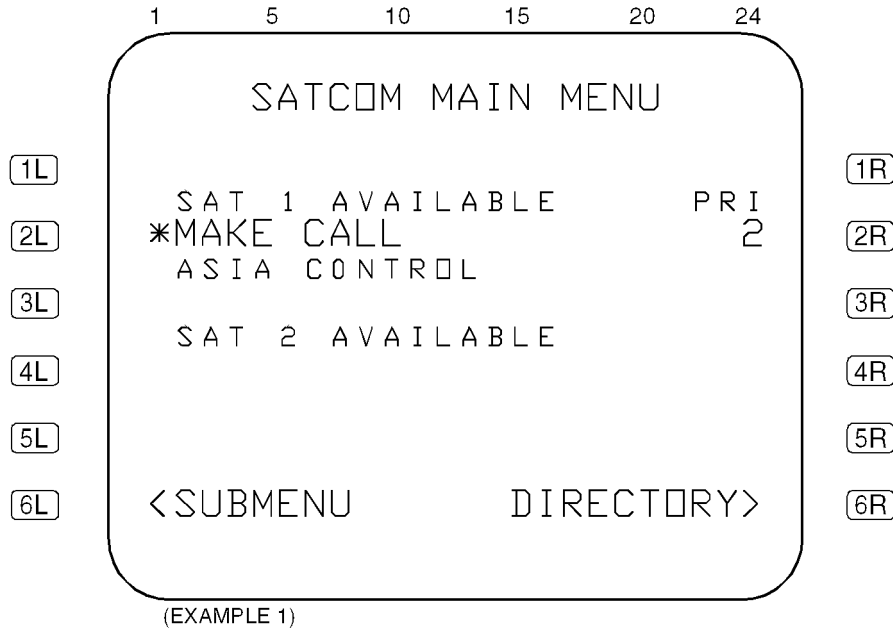 1 5 10 15 20 24
SATCOM MAIN MENU
1L 1R
SAT 1 AVAILABLE PRI
2L *MAKE CALL 2 2R
ASIA CONTROL
3L 3R
SAT 2 AVAILABLE
4L 4R
5L 5R
6L <SUBMENU DIRECTORY> 6R
(EXAMPLE 1)